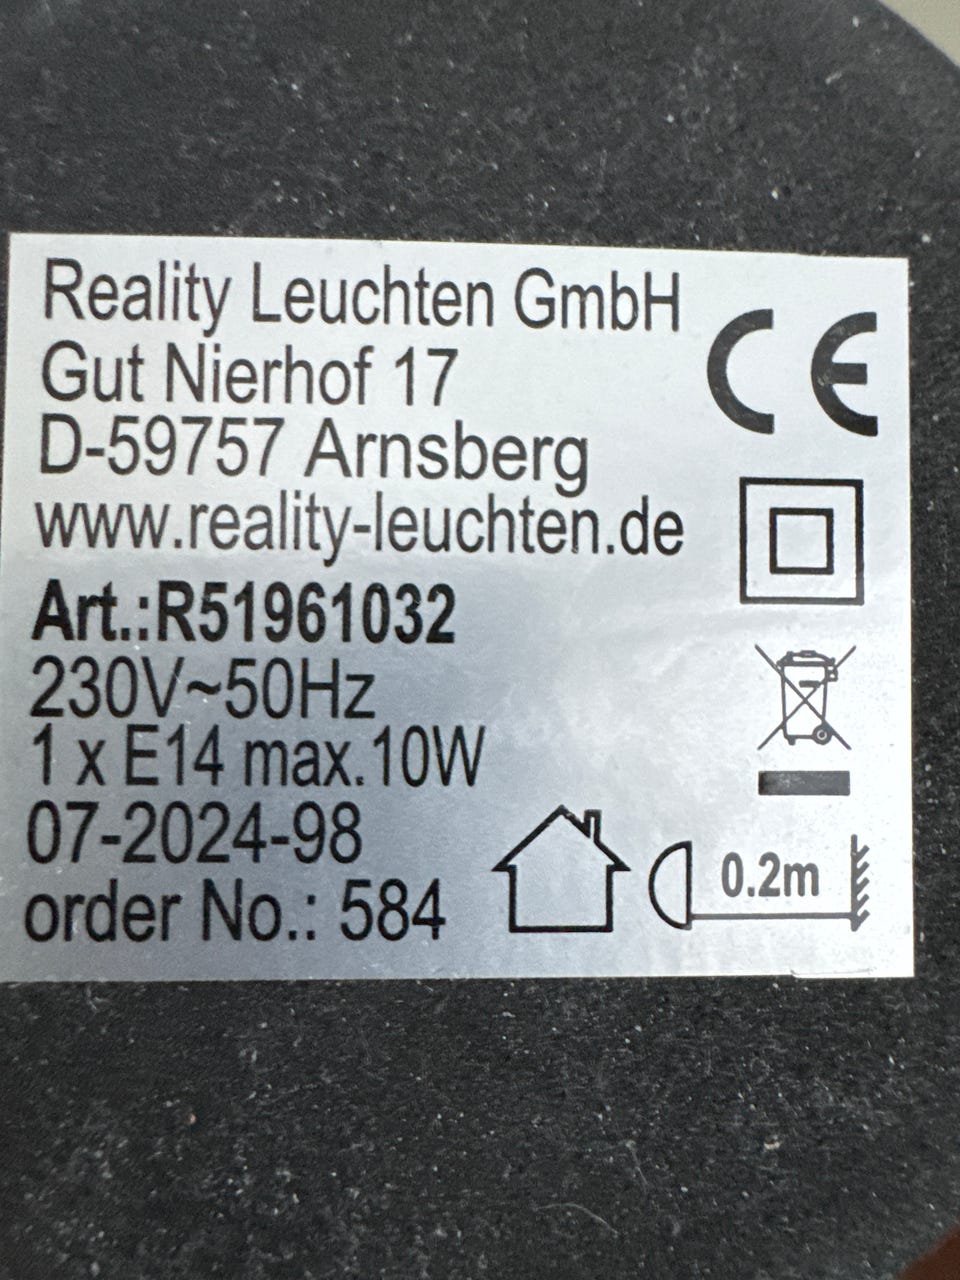 Reality Leuchten GmbH
Gut Nierhof 17
D-59757 Arnsberg
www.reality-leuchten.de
Art.:R51961032
230V~50Hz
1 x E14 max.10W
07-2024-98
order No.: 584
CE
0.2m